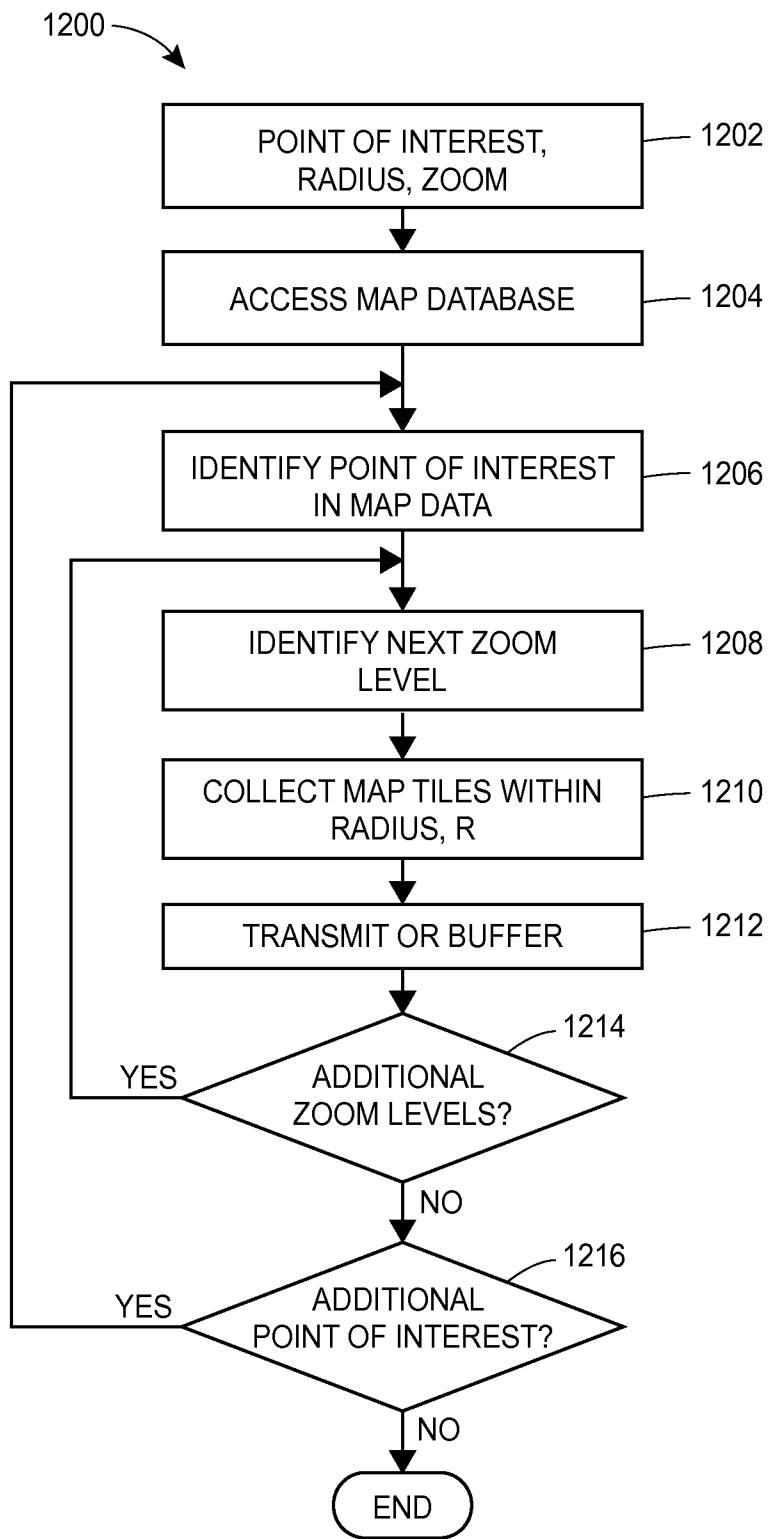 1200
POINT OF INTEREST,
RADIUS, ZOOM
1202
ACCESS MAP DATABASE
1204
IDENTIFY POINT OF INTEREST
IN MAP DATA
1206
IDENTIFY NEXT ZOOM
LEVEL
1208
COLLECT MAP TILES WITHIN
RADIUS, R
1210
TRANSMIT OR BUFFER
1212
1214
YES
ADDITIONAL
ZOOM LEVELS?
NO
1216
YES
ADDITIONAL
POINT OF INTEREST?
NO
END